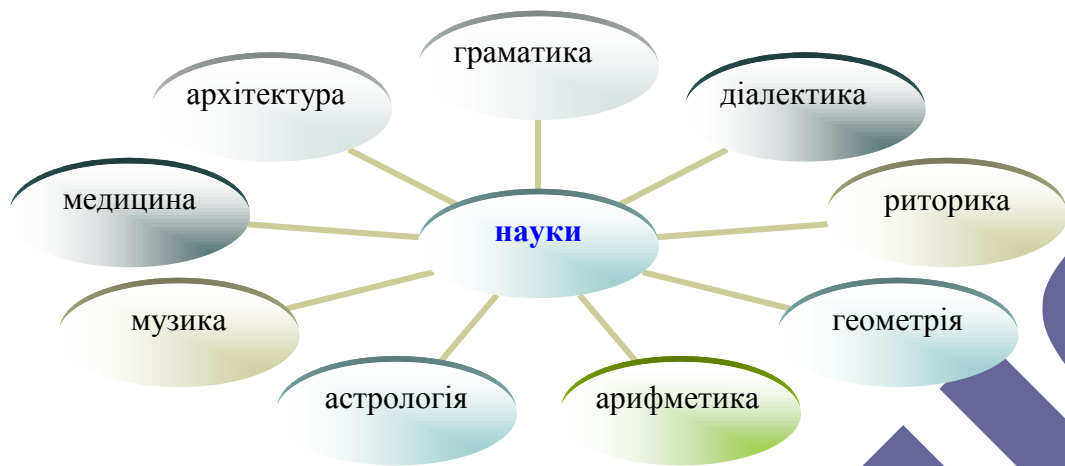 граматика
архітектура
діалектика
медицина
риторика
науки
музика
геометрія
астрологія
арифметика